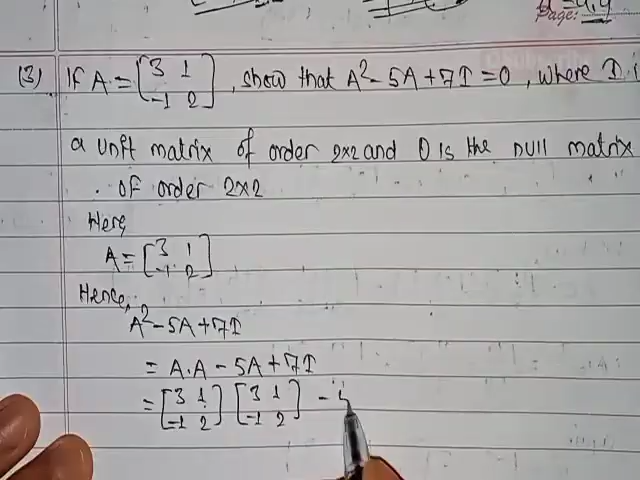 Page: 
(3) If A = [3 1 -1 2], show that A² - 5A + 7I = 0, where I i
a unit matrix of order 2x2 and 0 is the null matrix
of order 2x2
Here,
A = [3 1 -1 2]
Hence,
A² - 5A + 7I
= A.A - 5A + 7I
= [3 1 -1 2] [3 1 -1 2] -